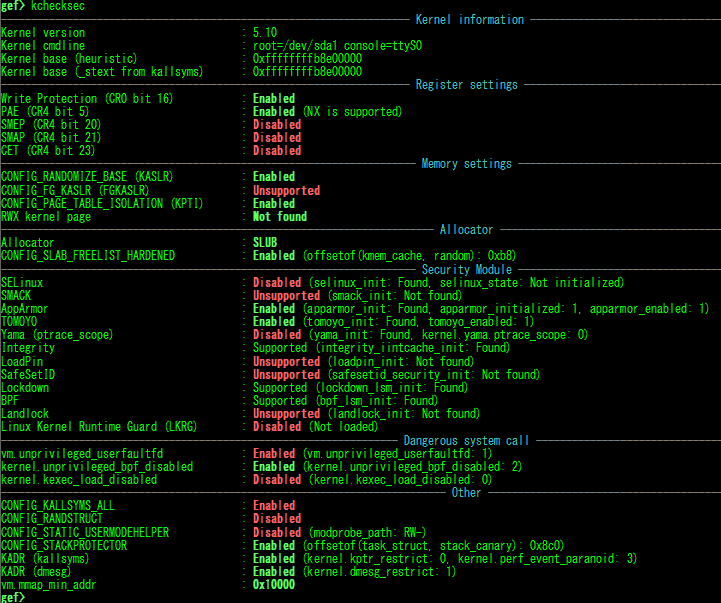 gef> kchecksec
Kernel information
Kernel version : 5.10
Kernel cmdline : root=/dev/sda1 console=ttyS0
Kernel base (heuristic) : 0xffffffffb8e00000
Kernel base (_stext from kallsyms) : 0xffffffffb8e00000
Register settings
Write Protection (CR0 bit 16) : Enabled
PAE (CR4 bit 5) : Enabled (NX is supported)
SMEP (CR4 bit 20) : Disabled
SMAP (CR4 bit 21) : Disabled
CET (CR4 bit 23) : Disabled
Memory settings
CONFIG_RANDOMIZE_BASE (KASLR) : Enabled
CONFIG_FG_KASLR (FGKASLR) : Unsupported
CONFIG_PAGE_TABLE_ISOLATION (KPTI) : Enabled
RWX kernel page : Not found
Allocator
Allocator : SLUB
CONFIG_SLAB_FREELIST_HARDENED : Enabled (offsetof(kmem_cache, random): 0xb8)
Security Module
SELinux : Disabled (selinux_init: Found, selinux_state: Not initialized)
SMACK : Unsupported (smack_init: Not found)
AppArmor : Enabled (apparmor_init: Found, apparmor_initialized: 1, apparmor_enabled: 1)
TOMOYO : Enabled (tomoyo_init: Found, tomoyo_enabled: 1)
Yama (ptrace_scope) : Disabled (yama_init: Found, kernel.yama.ptrace_scope: 0)
Integrity : Supported (integrity_iintcache_init: Found)
LoadPin : Unsupported (loadpin_init: Not found)
SafeSetID : Unsupported (safesetid_security_init: Not found)
Lockdown : Supported (lockdown_lsm_init: Found)
BPF : Supported (bpf_lsm_init: Found)
Landlock : Unsupported (landlock_init: Not found)
Linux Kernel Runtime Guard (LKRG) : Disabled (Not loaded)
Dangerous system call
vm.unprivileged_userfaultfd : Enabled (vm.unprivileged_userfaultfd: 1)
kernel.unprivileged_bpf_disabled : Enabled (kernel.unprivileged_bpf_disabled: 2)
kernel.kexec_load_disabled : Disabled (kernel.kexec_load_disabled: 0)
Other
CONFIG_KALLSYMS_ALL : Enabled
CONFIG_RANDSTRUCT : Disabled
CONFIG_STATIC_USERMODEHELPER : Disabled (modprobe_path: RW-)
CONFIG_STACKPROTECTOR : Enabled (offsetof(task_struct, stack_canary): 0x8c0)
KADR (kallsyms) : Enabled (kernel.kptr_restrict: 0, kernel.perf_event_paranoid: 3)
KADR (dmesg) : Enabled (kernel.dmesg_restrict: 1)
vm.mmap_min_addr : 0x10000
gef>